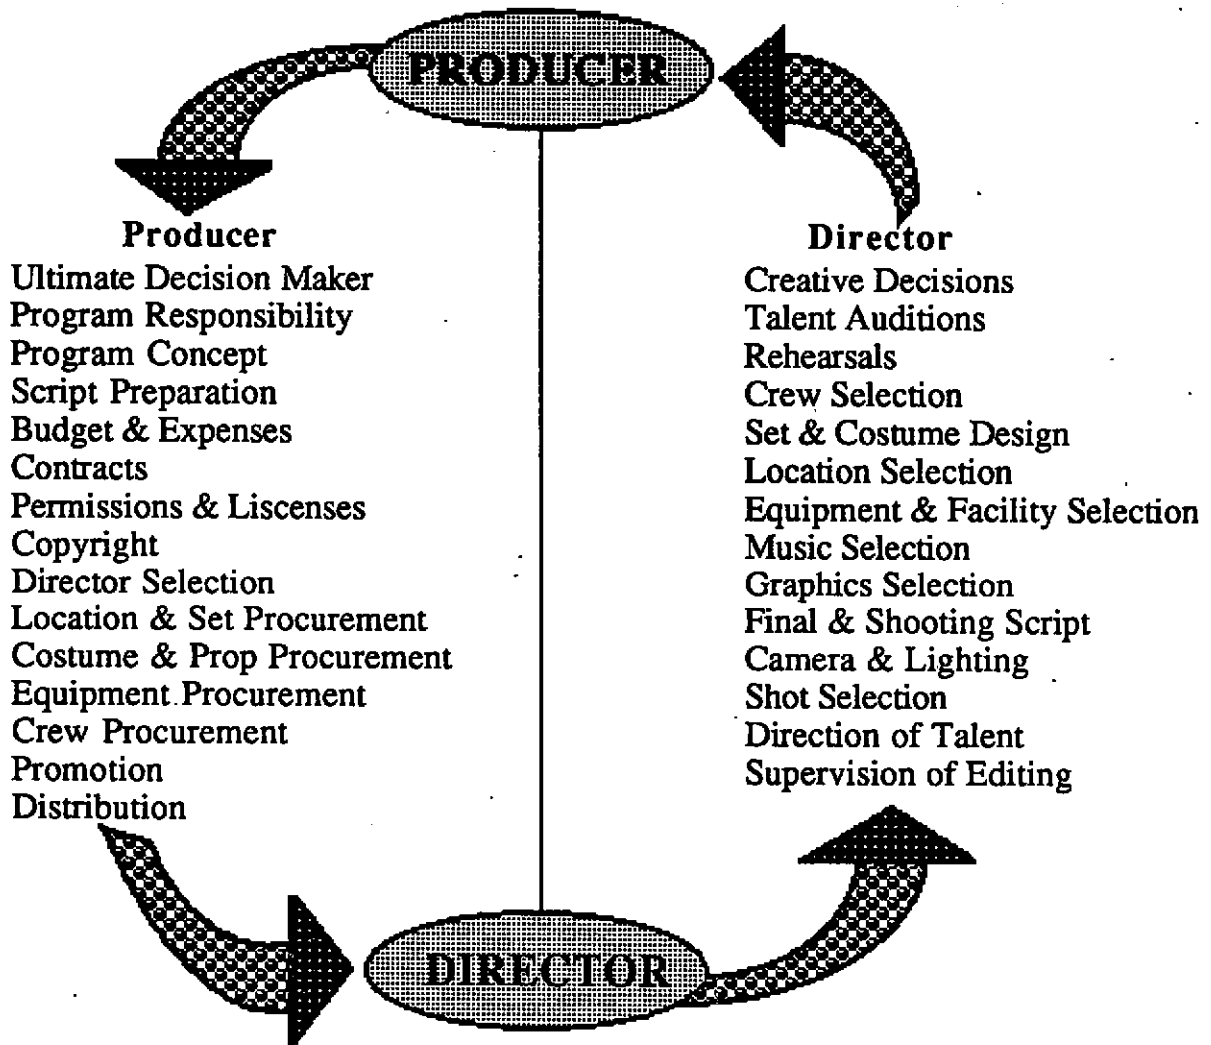 PRODUCER
Producer
Ultimate Decision Maker
Program Responsibility
Program Concept
Script Preparation
Budget & Expenses
Contracts
Permissions & Liscenses
Copyright
Director Selection
Location & Set Procurement
Costume & Prop Procurement
Equipment Procurement
Crew Procurement
Promotion
Distribution
Director
Creative Decisions
Talent Auditions
Rehearsals
Crew Selection
Set & Costume Design
Location Selection
Equipment & Facility Selection
Music Selection
Graphics Selection
Final & Shooting Script
Camera & Lighting
Shot Selection
Direction of Talent
Supervision of Editing
DIRECTOR